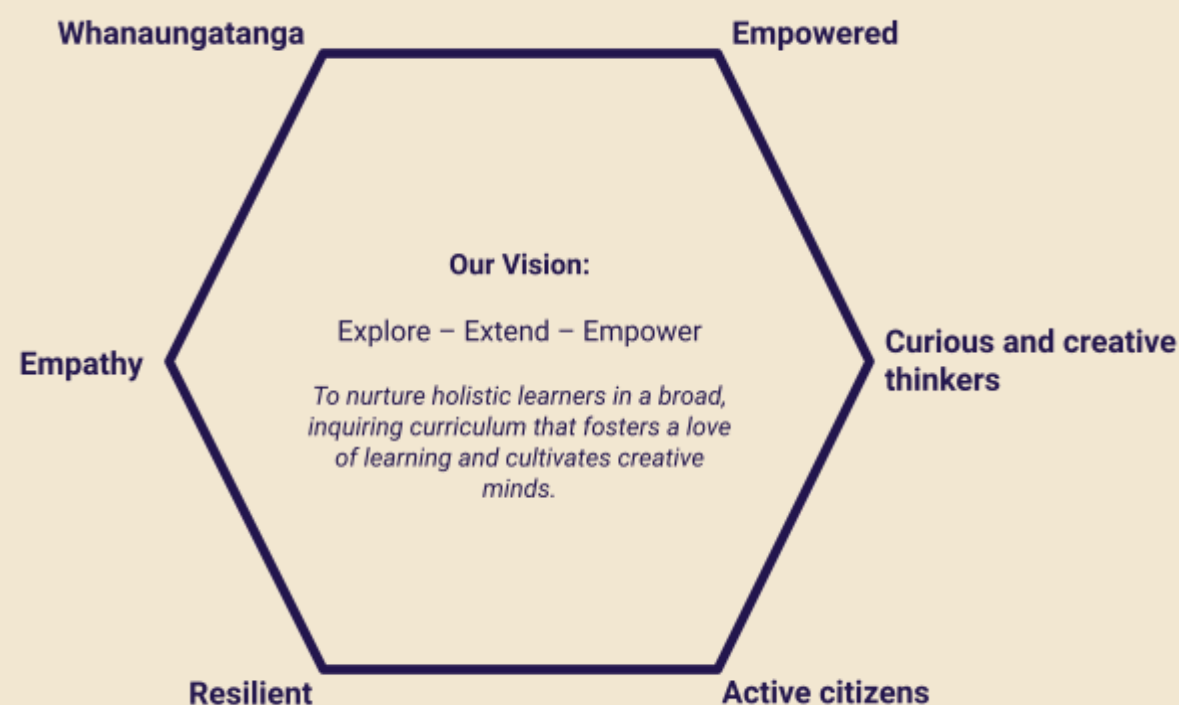 Whanaungatanga
Empowered
Our Vision:
Explore – Extend – Empower
Empathy
Curious and creative
thinkers
To nurture holistic learners in a broad,
inquiring curriculum that fosters a love
of learning and cultivates creative
minds.
Resilient
Active citizens